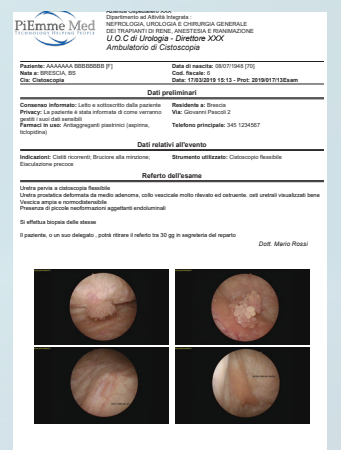 PiEmme Med
TECHNOLOGY HELPING PEOPLE
Azienda Ospedaliero XXX
Dipartimento ad Attività Integrata :
NEFROLOGIA, UROLOGIA E CHIRURGIA GENERALE
DEI TRAPIANTI DI RENE, ANESTESIA E RIANIMAZIONE
U.O.C di Urologia - Direttore XXX
Ambulatorio di Cistoscopia
Paziente: AAAAAAA BBBBBBBB [F] Data di nascita: 08/07/1948 [70]
Nata a: BRESCIA, BS Cod. fiscale: 6
Cis: Cistoscopia Data: 17/03/2019 15:13 - Prot: 2019/017/13Esam
Dati preliminari
Consenso informato: Letto e sottoscritto dalla paziente Residente a: Brescia
Privacy: La paziente è stata informata di come verranno Via: Giovanni Pascoli 2
gestiti i suoi dati sensibili
Farmaci in uso: Antiaggreganti piastrinici (aspirina, Telefono principale: 345 1234567
ticlopidina)
Dati relativi all'evento
Indicazioni: Cistiti ricorrenti; Bruciore alla minzione; Strumento utilizzato: Cistoscopio flessibile
Eiaculazione precoce
Referto dell'esame
Uretra pervia a cistoscopia flessibile
Uretra prostatica deformata da medio adenoma, collo vescicale molto rilevato ed ostruente. osti uretrali visualizzati bene
Vescica ampia e normodistensibile
Presenza di piccole neoformazioni aggettanti endoluminali
Si effettua biopsia delle stesse
Il paziente, o un suo delegato , potrà ritirare il referto tra 30 gg in segreteria del reparto
Dott. Mario Rossi